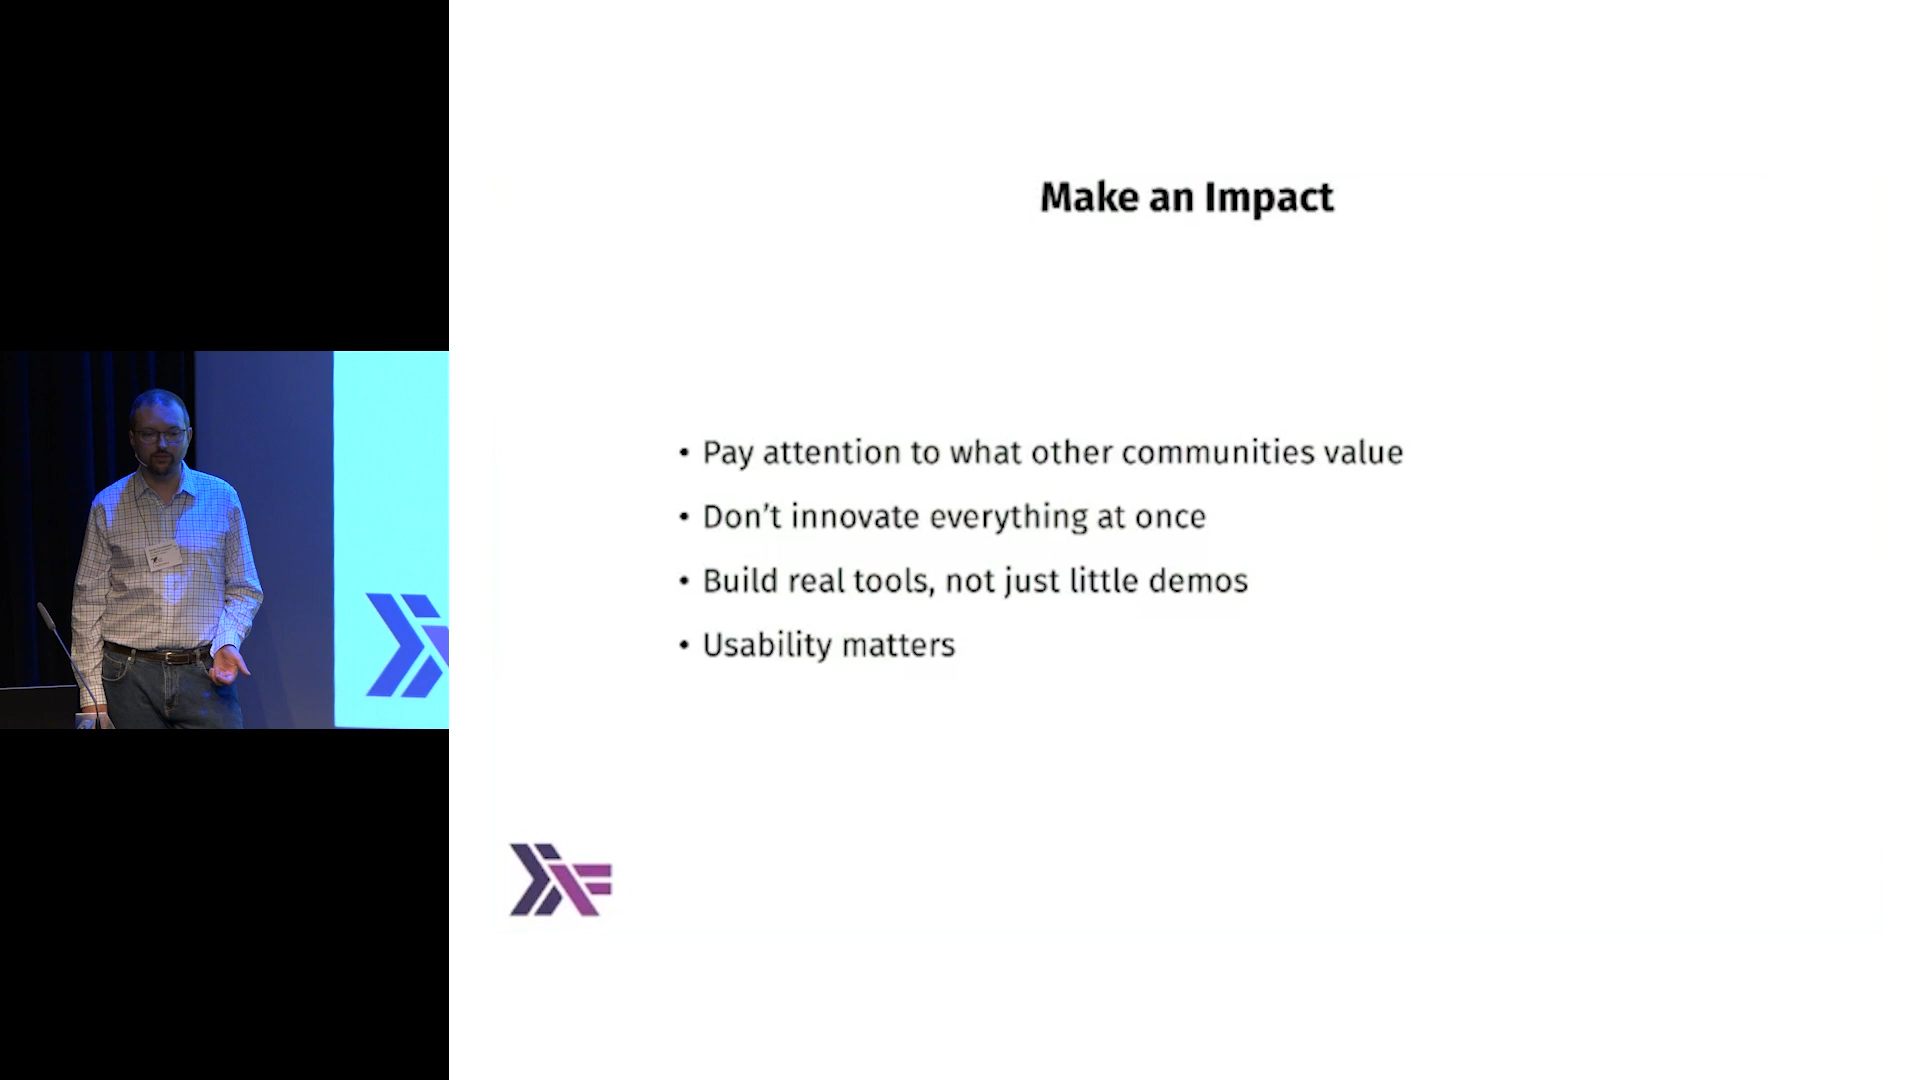 Make an Impact
• Pay attention to what other communities value
• Don’t innovate everything at once
• Build real tools, not just little demos
• Usability matters